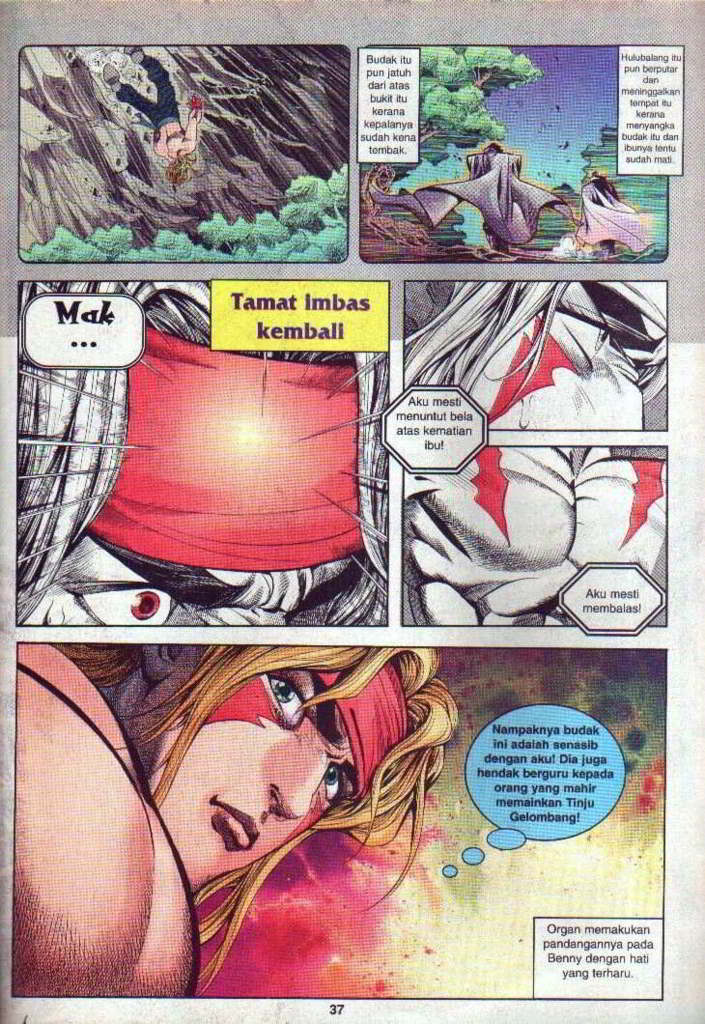 Budak itu
pun jatuh
dari atas
bukit itu
kerana
kepalanya
sudah kena
tembak.
Hulubalang itu
pun berputar
dan
meninggalkan
tempat itu
kerana
menyangka
budak itu dan
ibunya tentu
sudah mati.
Mak
...
Tamat imbas
kembali
Aku mesti
menuntut bela
atas kematian
ibu!
Aku mesti
membalas!
Nampaknya budak
ini adalah senasib
dengan aku! Dia juga
hendak berguru kepada
orang yang mahir
memainkan Tinju
Gelombang!
Organ memakukan
pandangannya pada
Benny dengan hati
yang terharu.
37